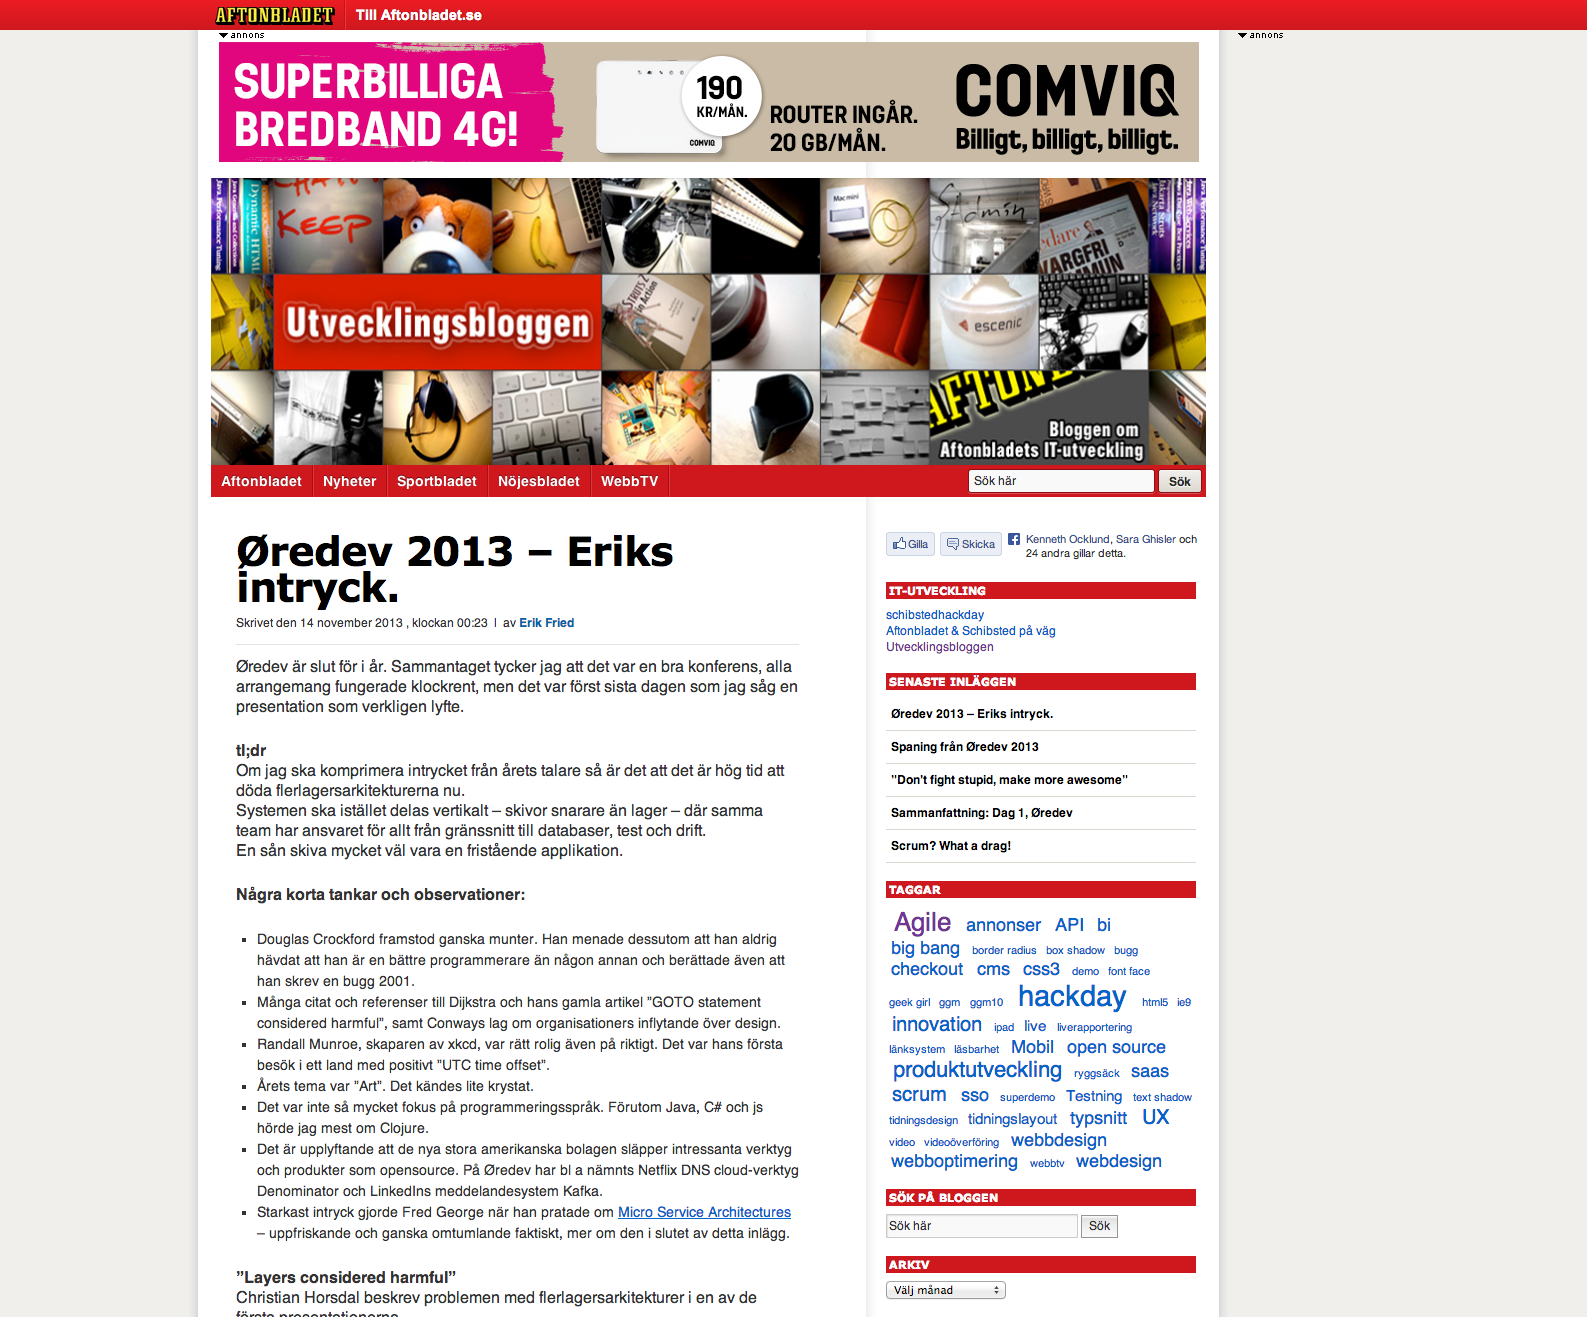 AFTONBLADET
Till Aftonbladet.se
annons
annons
SUPERBILLIGA
BREDBAND 4G!
190
KR/MÅN.
COMVIQ
ROUTER INGÅR.
20 GB/MÅN.
COMVIQ
Billigt, billigt, billigt.
KEEP
Mac mini
Utvecklingsbloggen
STRUTS 2
in Action
escenic
AFTONBL
Bloggen om
Aftonbladets IT-utveckling
Aftonbladet
Nyheter
Sportbladet
Nöjesbladet
WebbTV
Sök här
Sök
Øredev 2013 – Eriks
intryck.
Skrivet den 14 november 2013 , klockan 00:23 | av Erik Fried
Øredev är slut för i år. Sammantaget tycker jag att det var en bra konferens, alla
arrangemang fungerade klockrent, men det var först sista dagen som jag såg en
presentation som verkligen lyfte.
tl;dr
Om jag ska komprimera intrycket från årets talare så är det att det är hög tid att
döda flerlagersarkitekturerna nu.
Systemen ska istället delas vertikalt – skivor snarare än lager – där samma
team har ansvaret för allt från gränssnitt till databaser, test och drift.
En sån skiva mycket väl vara en fristående applikation.
Några korta tankar och observationer:
Douglas Crockford framstod ganska munter. Han menade dessutom att han aldrig
hävdat att han är en bättre programmerare än någon annan och berättade även att
han skrev en bugg 2001.
Många citat och referenser till Dijkstra och hans gamla artikel ”GOTO statement
considered harmful”, samt Conways lag om organisationers inflytande över design.
Randall Munroe, skaparen av xkcd, var rätt rolig även på riktigt. Det var hans första
besök i ett land med positivt ”UTC time offset”.
Årets tema var ”Art”. Det kändes lite krystat.
Det var inte så mycket fokus på programmeringsspråk. Förutom Java, C# och js
hörde jag mest om Clojure.
Det är upplyftande att de nya stora amerikanska bolagen släpper intressanta verktyg
och produkter som opensource. På Øredev har bl a nämnts Netflix DNS cloud-verktyg
Denominator och LinkedIns meddelandesystem Kafka.
Starkast intryck gjorde Fred George när han pratade om Micro Service Architectures
– uppfriskande och ganska omtumlande faktiskt, mer om den i slutet av detta inlägg.
”Layers considered harmful”
Christian Horsdal beskrev problemen med flerlagersarkitekturer i en av de
första presentationerna
Gilla
Skicka
Kenneth Ocklund, Sara Ghisler och
24 andra gillar detta.
IT-UTVECKLING
schibstedhackday
Aftonbladet & Schibsted på väg
Utvecklingsbloggen
SENASTE INLÄGGEN
Øredev 2013 – Eriks intryck.
Spaning från Øredev 2013
”Don’t fight stupid, make more awesome”
Sammanfattning: Dag 1, Øredev
Scrum? What a drag!
TAGGAR
Agile annonser API bi
big bang border radius box shadow bugg
checkout cms css3 demo font face
geek girl ggm ggm10 hackday html5 ie9
innovation ipad live liverapportering
länksystem läsbarhet Mobil open source
produktutveckling ryggsäck saas
scrum sso superdemo Testning text shadow
tidningsdesign tidningslayout typsnitt UX
video videoöverföring webbdesign
webboptimering webbtv webdesign
SÖK PÅ BLOGGEN
Sök här
Sök
ARKIV
Välj månad